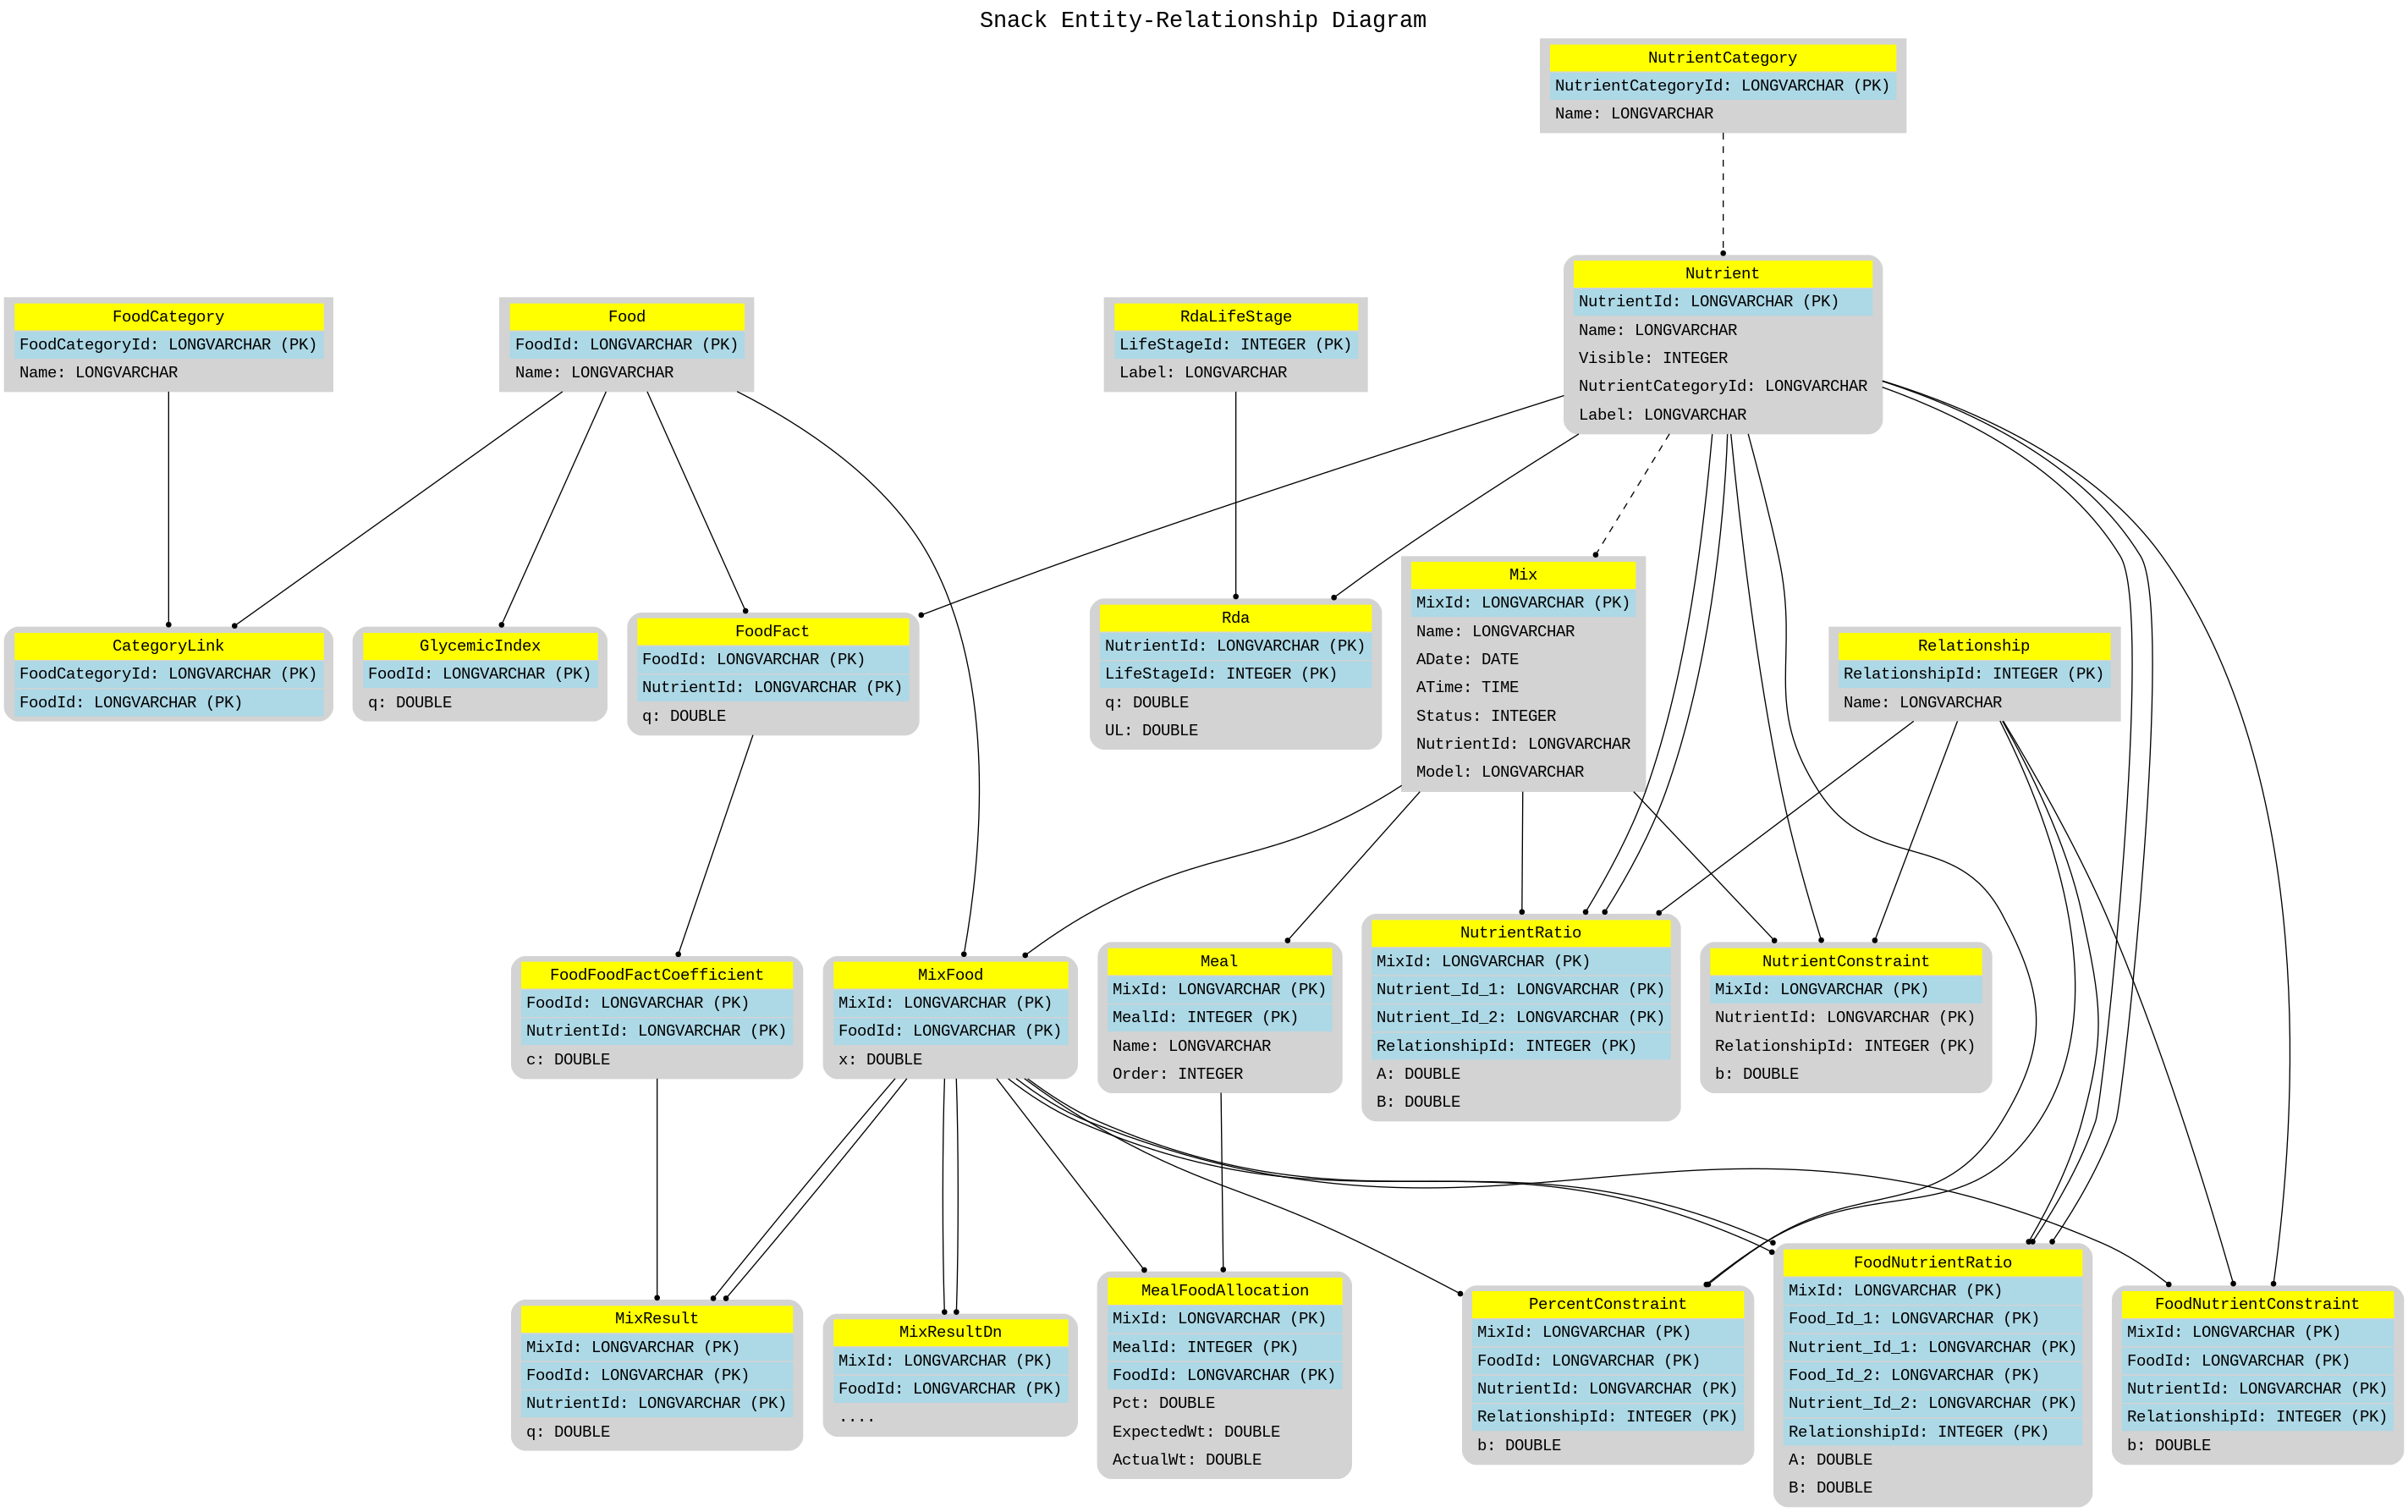 Snack Entity-Relationship Diagram
NutrientCategory
NutrientCategoryId: LONGVARCHAR (PK)
Name: LONGVARCHAR
Nutrient
NutrientId: LONGVARCHAR (PK)
Name: LONGVARCHAR
Visible: INTEGER
NutrientCategoryId: LONGVARCHAR
Label: LONGVARCHAR
FoodCategory
FoodCategoryId: LONGVARCHAR (PK)
Name: LONGVARCHAR
Food
FoodId: LONGVARCHAR (PK)
Name: LONGVARCHAR
RdaLifeStage
LifeStageId: INTEGER (PK)
Label: LONGVARCHAR
CategoryLink
FoodCategoryId: LONGVARCHAR (PK)
FoodId: LONGVARCHAR (PK)
GlycemicIndex
FoodId: LONGVARCHAR (PK)
q: DOUBLE
FoodFact
FoodId: LONGVARCHAR (PK)
NutrientId: LONGVARCHAR (PK)
q: DOUBLE
Rda
NutrientId: LONGVARCHAR (PK)
LifeStageId: INTEGER (PK)
q: DOUBLE
UL: DOUBLE
Mix
MixId: LONGVARCHAR (PK)
Name: LONGVARCHAR
ADate: DATE
ATime: TIME
Status: INTEGER
NutrientId: LONGVARCHAR
Model: LONGVARCHAR
Relationship
RelationshipId: INTEGER (PK)
Name: LONGVARCHAR
FoodFoodFactCoefficient
FoodId: LONGVARCHAR (PK)
NutrientId: LONGVARCHAR (PK)
c: DOUBLE
MixFood
MixId: LONGVARCHAR (PK)
FoodId: LONGVARCHAR (PK)
x: DOUBLE
Meal
MixId: LONGVARCHAR (PK)
MealId: INTEGER (PK)
Name: LONGVARCHAR
Order: INTEGER
NutrientRatio
MixId: LONGVARCHAR (PK)
Nutrient_Id_1: LONGVARCHAR (PK)
Nutrient_Id_2: LONGVARCHAR (PK)
RelationshipId: INTEGER (PK)
A: DOUBLE
B: DOUBLE
NutrientConstraint
MixId: LONGVARCHAR (PK)
NutrientId: LONGVARCHAR (PK)
RelationshipId: INTEGER (PK)
b: DOUBLE
MixResult
MixId: LONGVARCHAR (PK)
FoodId: LONGVARCHAR (PK)
NutrientId: LONGVARCHAR (PK)
q: DOUBLE
MixResultDn
MixId: LONGVARCHAR (PK)
FoodId: LONGVARCHAR (PK)
....
MealFoodAllocation
MixId: LONGVARCHAR (PK)
MealId: INTEGER (PK)
FoodId: LONGVARCHAR (PK)
Pct: DOUBLE
ExpectedWt: DOUBLE
ActualWt: DOUBLE
PercentConstraint
MixId: LONGVARCHAR (PK)
FoodId: LONGVARCHAR (PK)
NutrientId: LONGVARCHAR (PK)
RelationshipId: INTEGER (PK)
b: DOUBLE
FoodNutrientRatio
MixId: LONGVARCHAR (PK)
Food_Id_1: LONGVARCHAR (PK)
Nutrient_Id_1: LONGVARCHAR (PK)
Food_Id_2: LONGVARCHAR (PK)
Nutrient_Id_2: LONGVARCHAR (PK)
RelationshipId: INTEGER (PK)
A: DOUBLE
B: DOUBLE
FoodNutrientConstraint
MixId: LONGVARCHAR (PK)
FoodId: LONGVARCHAR (PK)
NutrientId: LONGVARCHAR (PK)
RelationshipId: INTEGER (PK)
b: DOUBLE